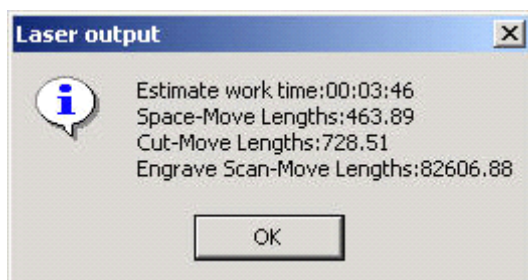 Laser output
Estimate work time:00:03:46
Space-Move Lengths:463.89
Cut-Move Lengths:728.51
Engrave Scan-Move Lengths:82606.88
OK